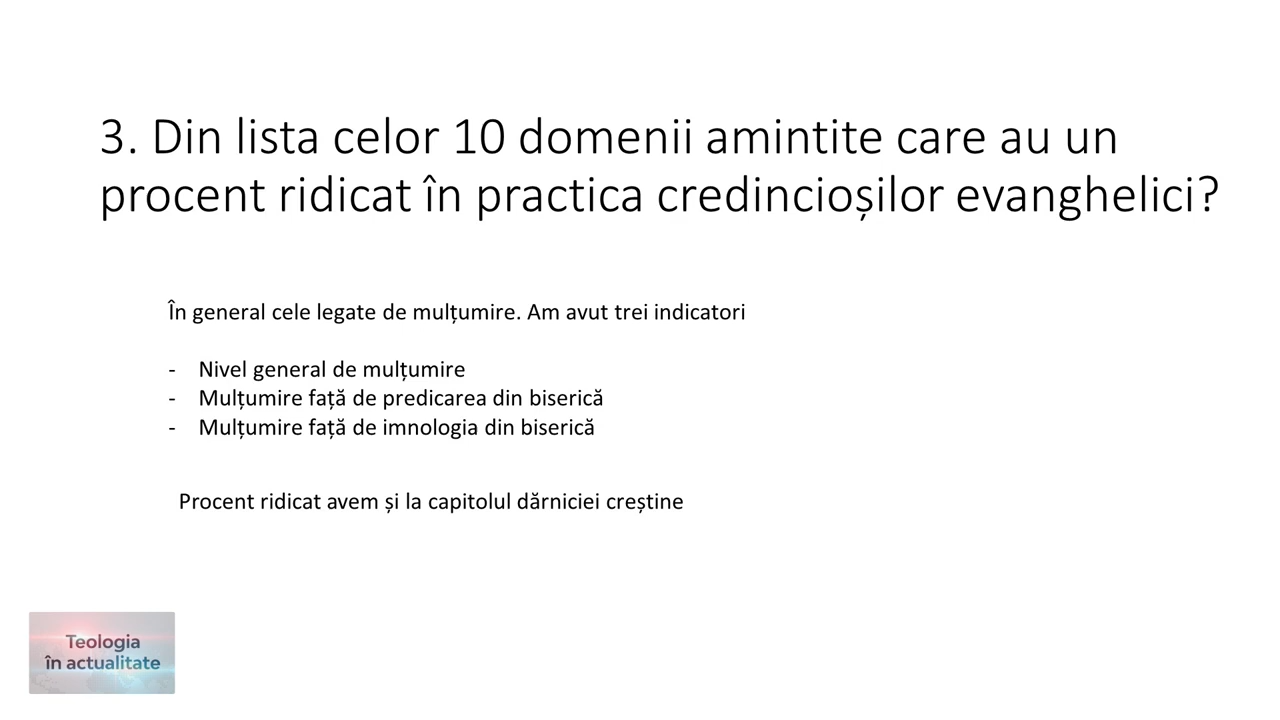 3. Din lista celor 10 domenii amintite care au un
procent ridicat în practica credincioșilor evanghelici?
În general cele legate de mulțumire. Am avut trei indicatori
- Nivel general de mulțumire
- Mulțumire față de predicarea din biserică
- Mulțumire față de imnologia din biserică
Procent ridicat avem și la capitolul dărniciei creștine
Teologia
în actualitate